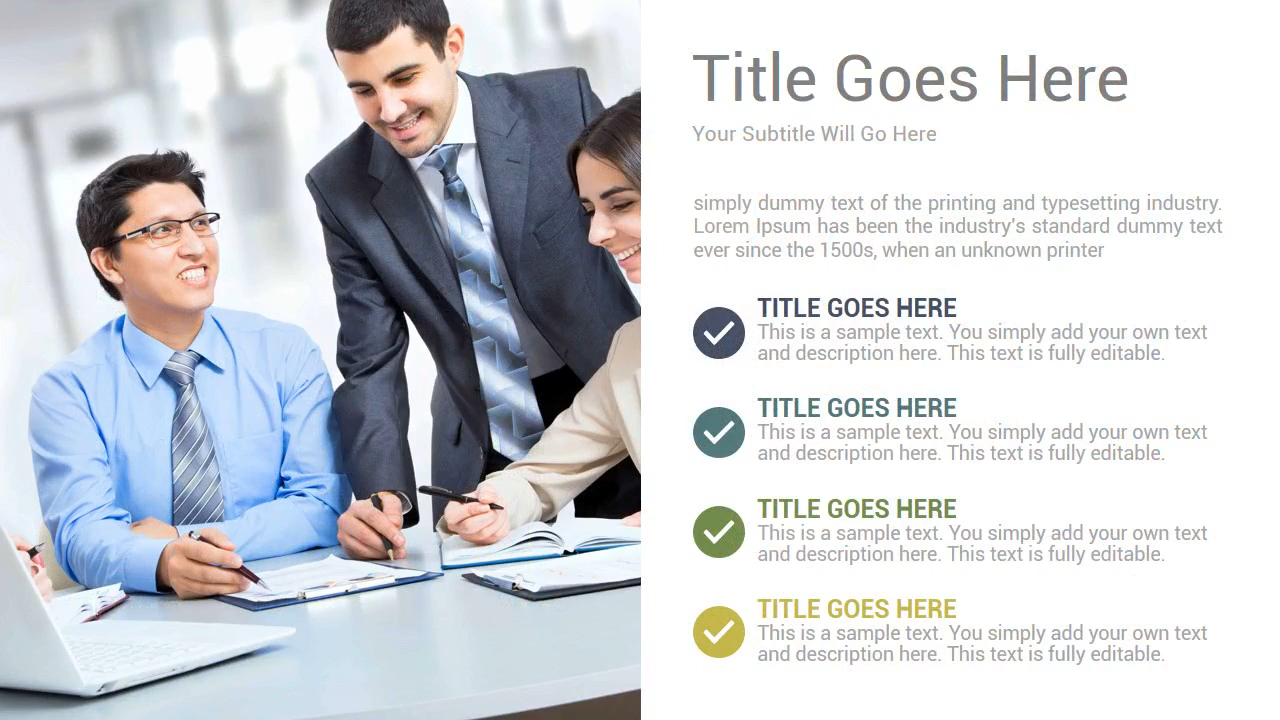 Title Goes Here
Your Subtitle Will Go Here
simply dummy text of the printing and typesetting industry.
Lorem Ipsum has been the industry's standard dummy text
ever since the 1500s, when an unknown printer
TITLE GOES HERE
This is a sample text. You simply add your own text
and description here. This text is fully editable.
TITLE GOES HERE
This is a sample text. You simply add your own text
and description here. This text is fully editable.
TITLE GOES HERE
This is a sample text. You simply add your own text
and description here. This text is fully editable.
TITLE GOES HERE
This is a sample text. You simply add your own text
and description here. This text is fully editable.